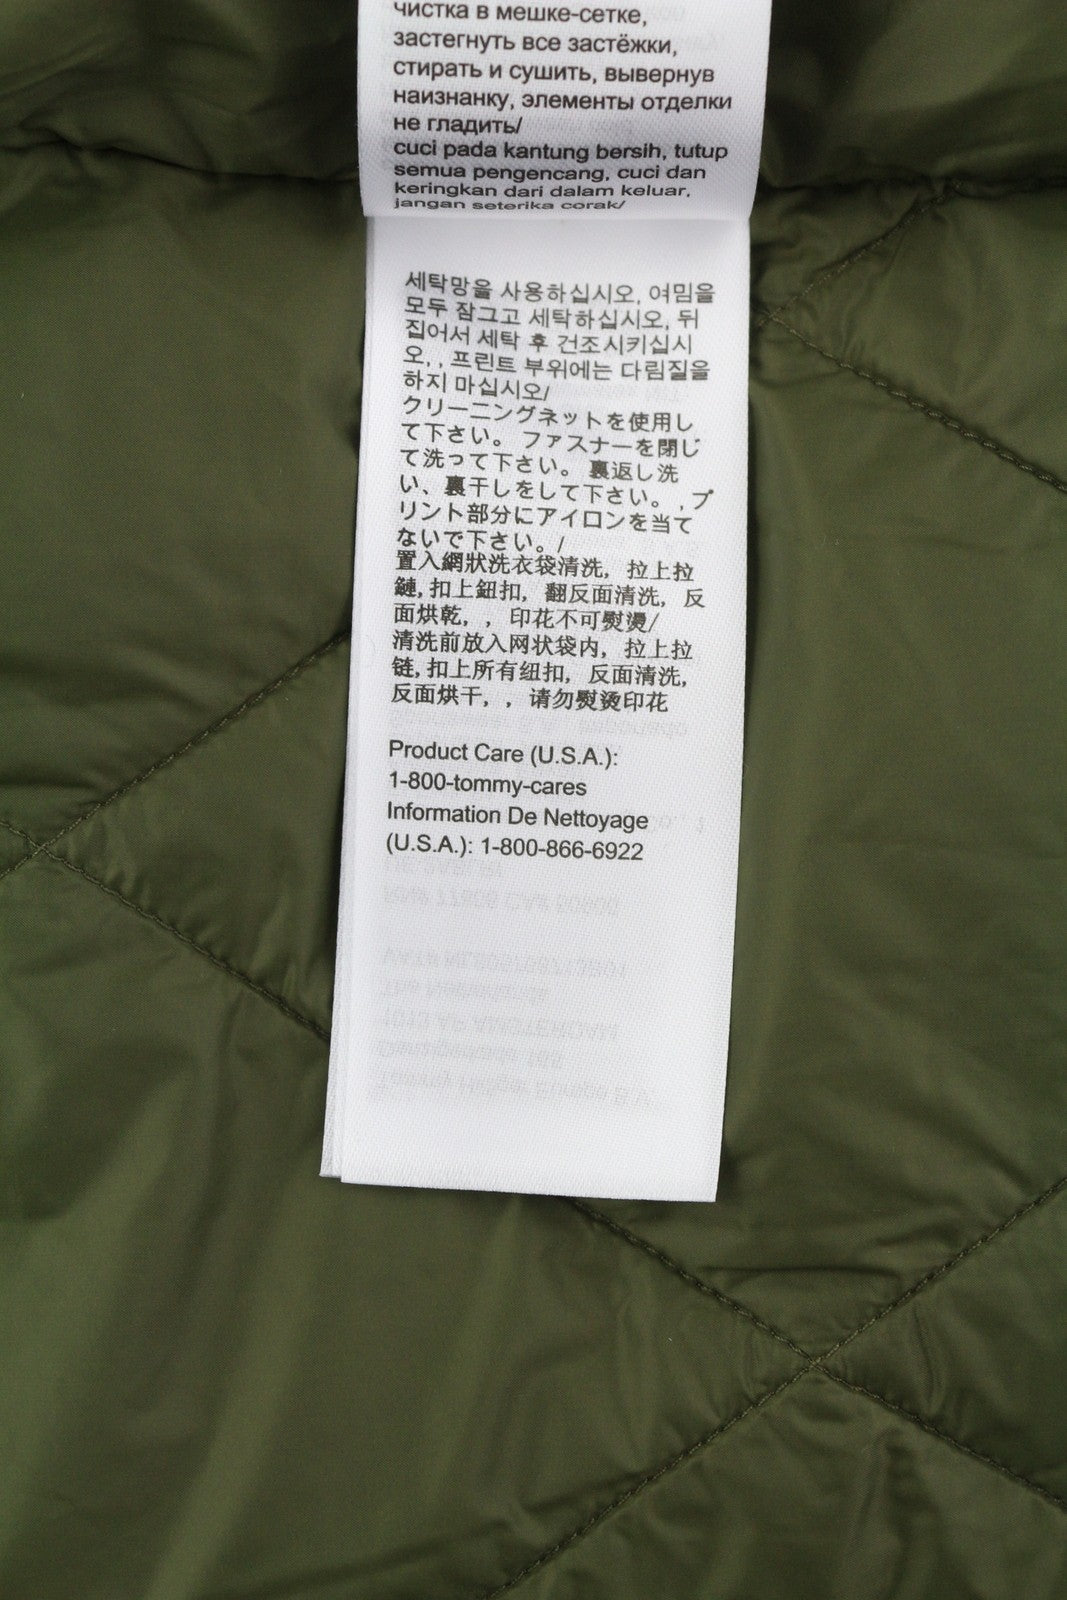 чистка в мешке-сетке,
застегнуть все застёжки,
стирать и сушить, вывернув
наизнанку, элементы отделки
не гладить/
cuci pada kantung bersih, tutup
semua pengencang, cuci dan
keringkan dari dalam keluar,
jangan seterika corak/
세탁망을 사용하십시오, 여밈을
모두 잠그고 세탁하십시오, 뒤
집어서 세탁 후 건조시키십시
오, , 프린트 부위에는 다림질을
하지 마십시오/
クリーニングネットを使用し
て下さい。 ファスナーを閉じ
て洗って下さい。 裏返し洗
い、裏干しをして下さい。 , プ
リント部分にアイロンを当て
ないで下さい。/
置入網狀洗衣袋清洗, 拉上拉
鏈, 扣上鈕扣, 翻反面清洗, 反
面烘乾, , 印花不可熨燙/
清洗前放入网状袋内, 拉上拉
链, 扣上所有纽扣, 反面清洗,
反面烘干, , 请勿熨烫印花
Product Care (U.S.A.):
1-800-tommy-cares
Information De Nettoyage
(U.S.A.): 1-800-866-6922